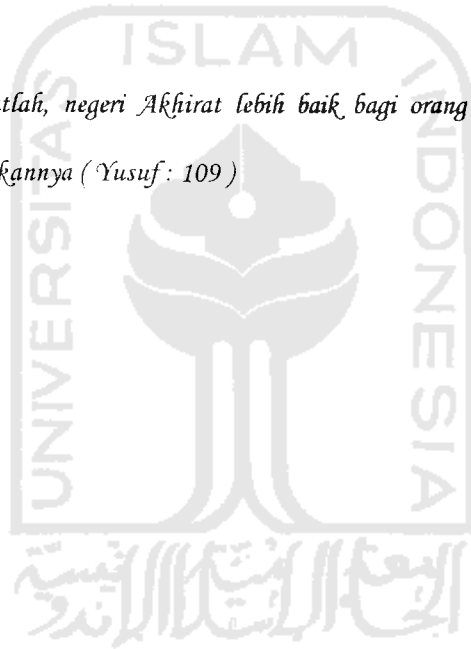 ISLAM
tlah, negeri Akhirat lebih baik bagi orang
kannya ( Yusuf : 109 )
UNIVERSITAS
INDONESIA